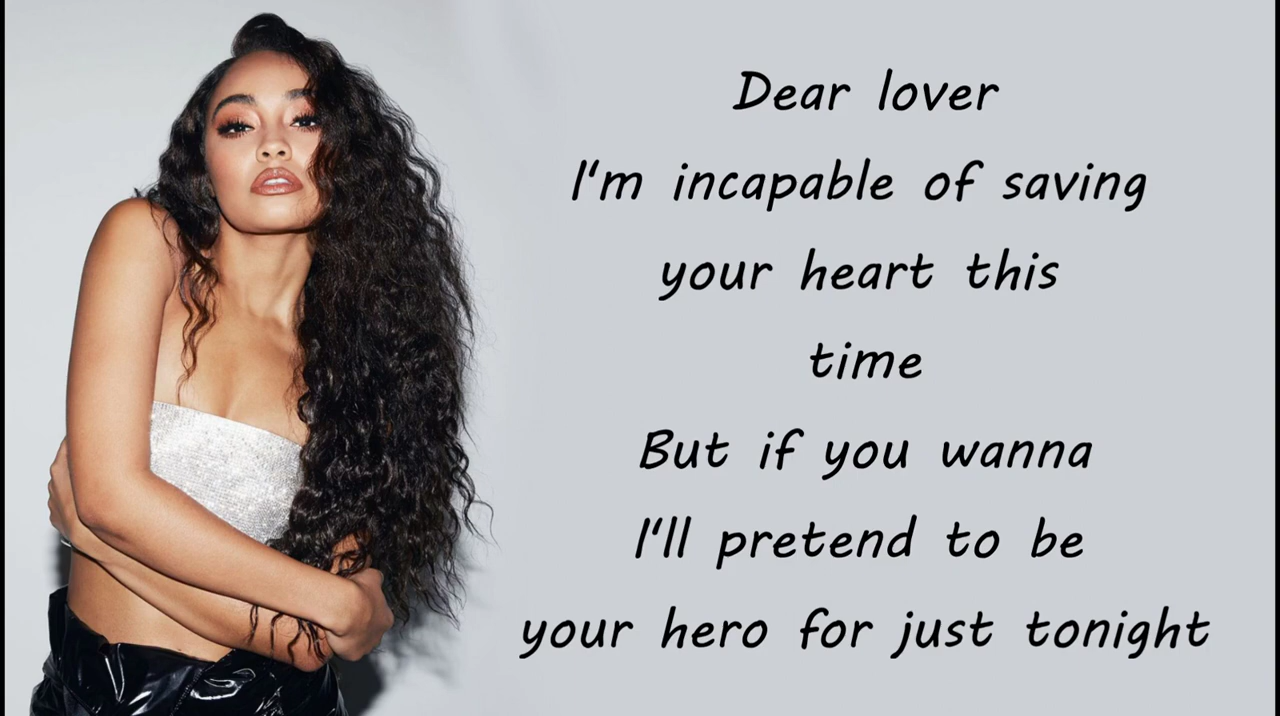 Dear lover
I'm incapable of saving
your heart this
time
But if you wanna
I'll pretend to be
your hero for just tonight